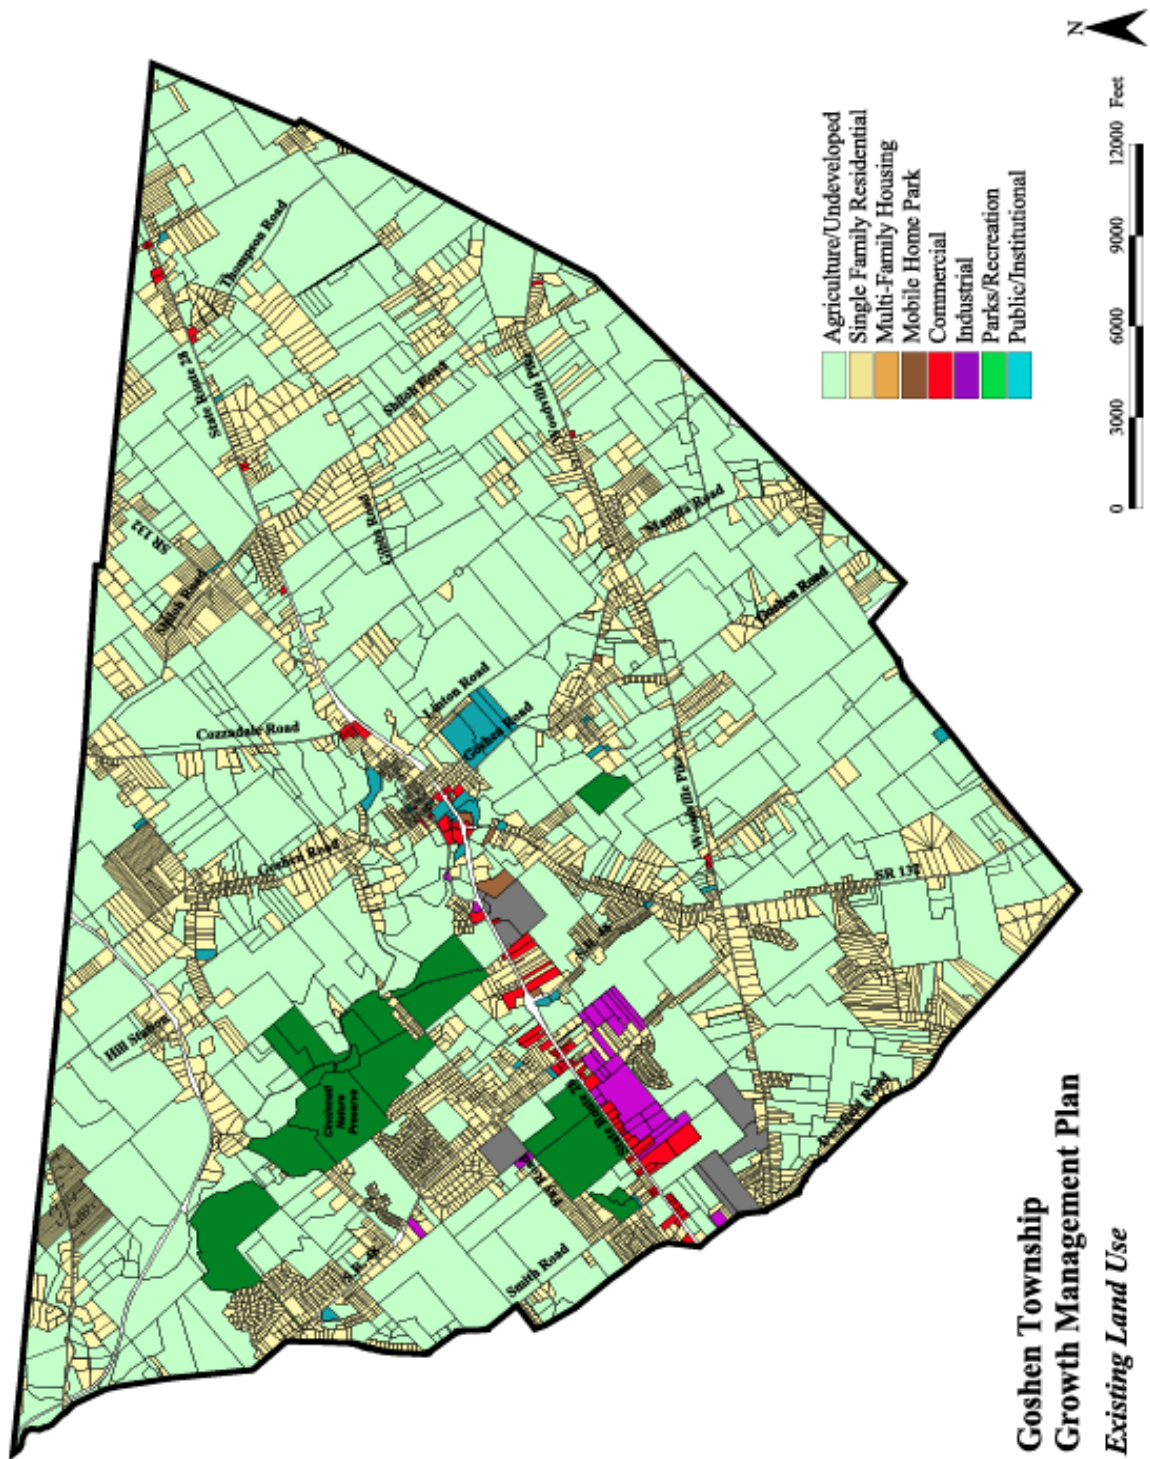 Goshen Township
Growth Management Plan
Existing Land Use
Agriculture/Undeveloped
Single Family Residential
Multi-Family Housing
Mobile Home Park
Commercial
Industrial
Parks/Recreation
Public/Institutional
0 3000 6000 9000 12000 Feet
N
Thompson Road
State Route 28
Shiloh Road
Woodville Pike
SR 132
Gibbs Road
Manilla Road
Shiloh Road
Goshen Road
Linton Road
Cozzadale Road
Goshen Road
Woodville Pike
Goshen Road
SR 132
S.R. 48
Hill Station
Cincinnati
Nature
Preserve
State Route 28
Deerfield Road
S.R. 48
Smith Road